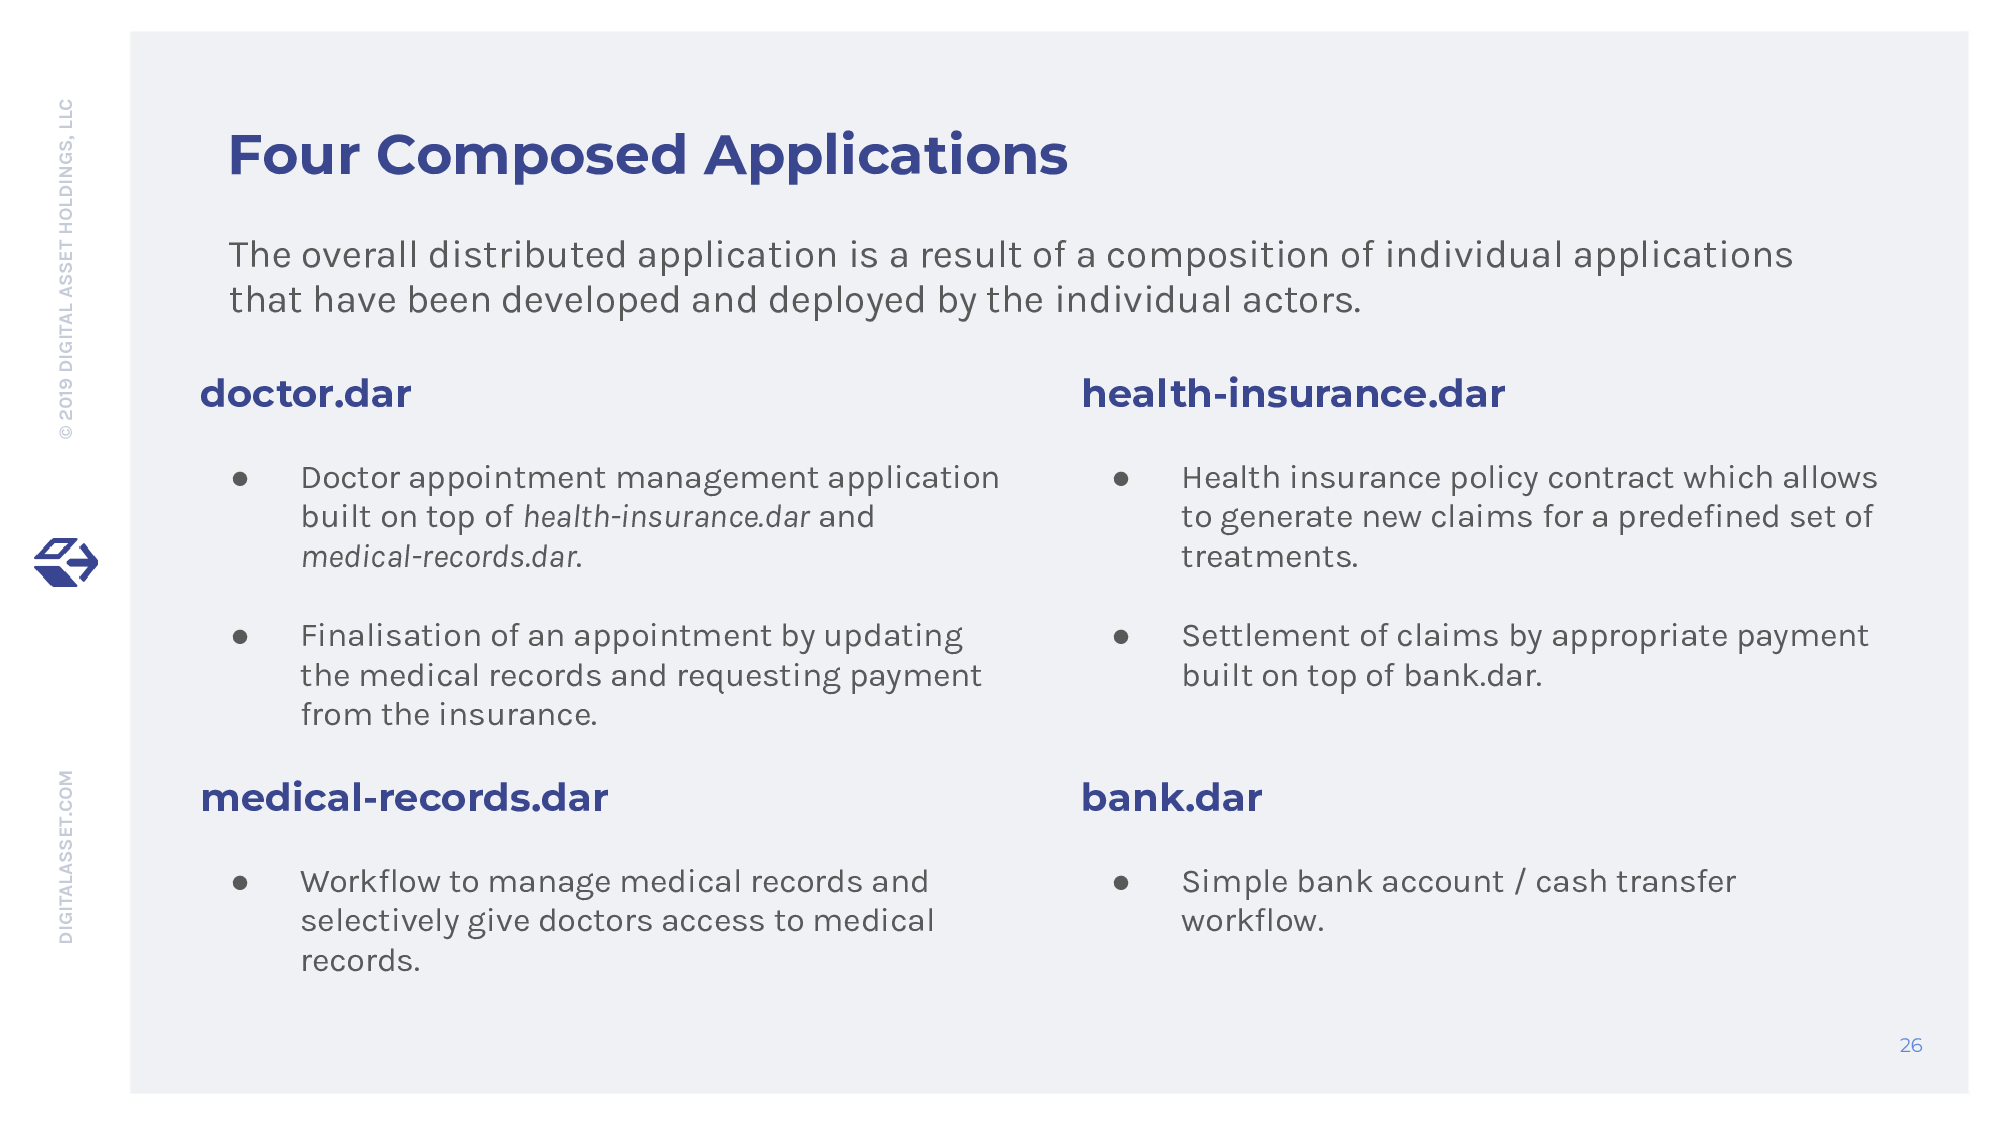 © 2019 DIGITAL ASSET HOLDINGS, LLC
DIGITALASSET.COM
Four Composed Applications
The overall distributed application is a result of a composition of individual applications
that have been developed and deployed by the individual actors.
doctor.dar
● Doctor appointment management application
built on top of health-insurance.dar and
medical-records.dar.
● Finalisation of an appointment by updating
the medical records and requesting payment
from the insurance.
health-insurance.dar
● Health insurance policy contract which allows
to generate new claims for a predefined set of
treatments.
● Settlement of claims by appropriate payment
built on top of bank.dar.
medical-records.dar
● Workflow to manage medical records and
selectively give doctors access to medical
records.
bank.dar
● Simple bank account / cash transfer
workflow.
26